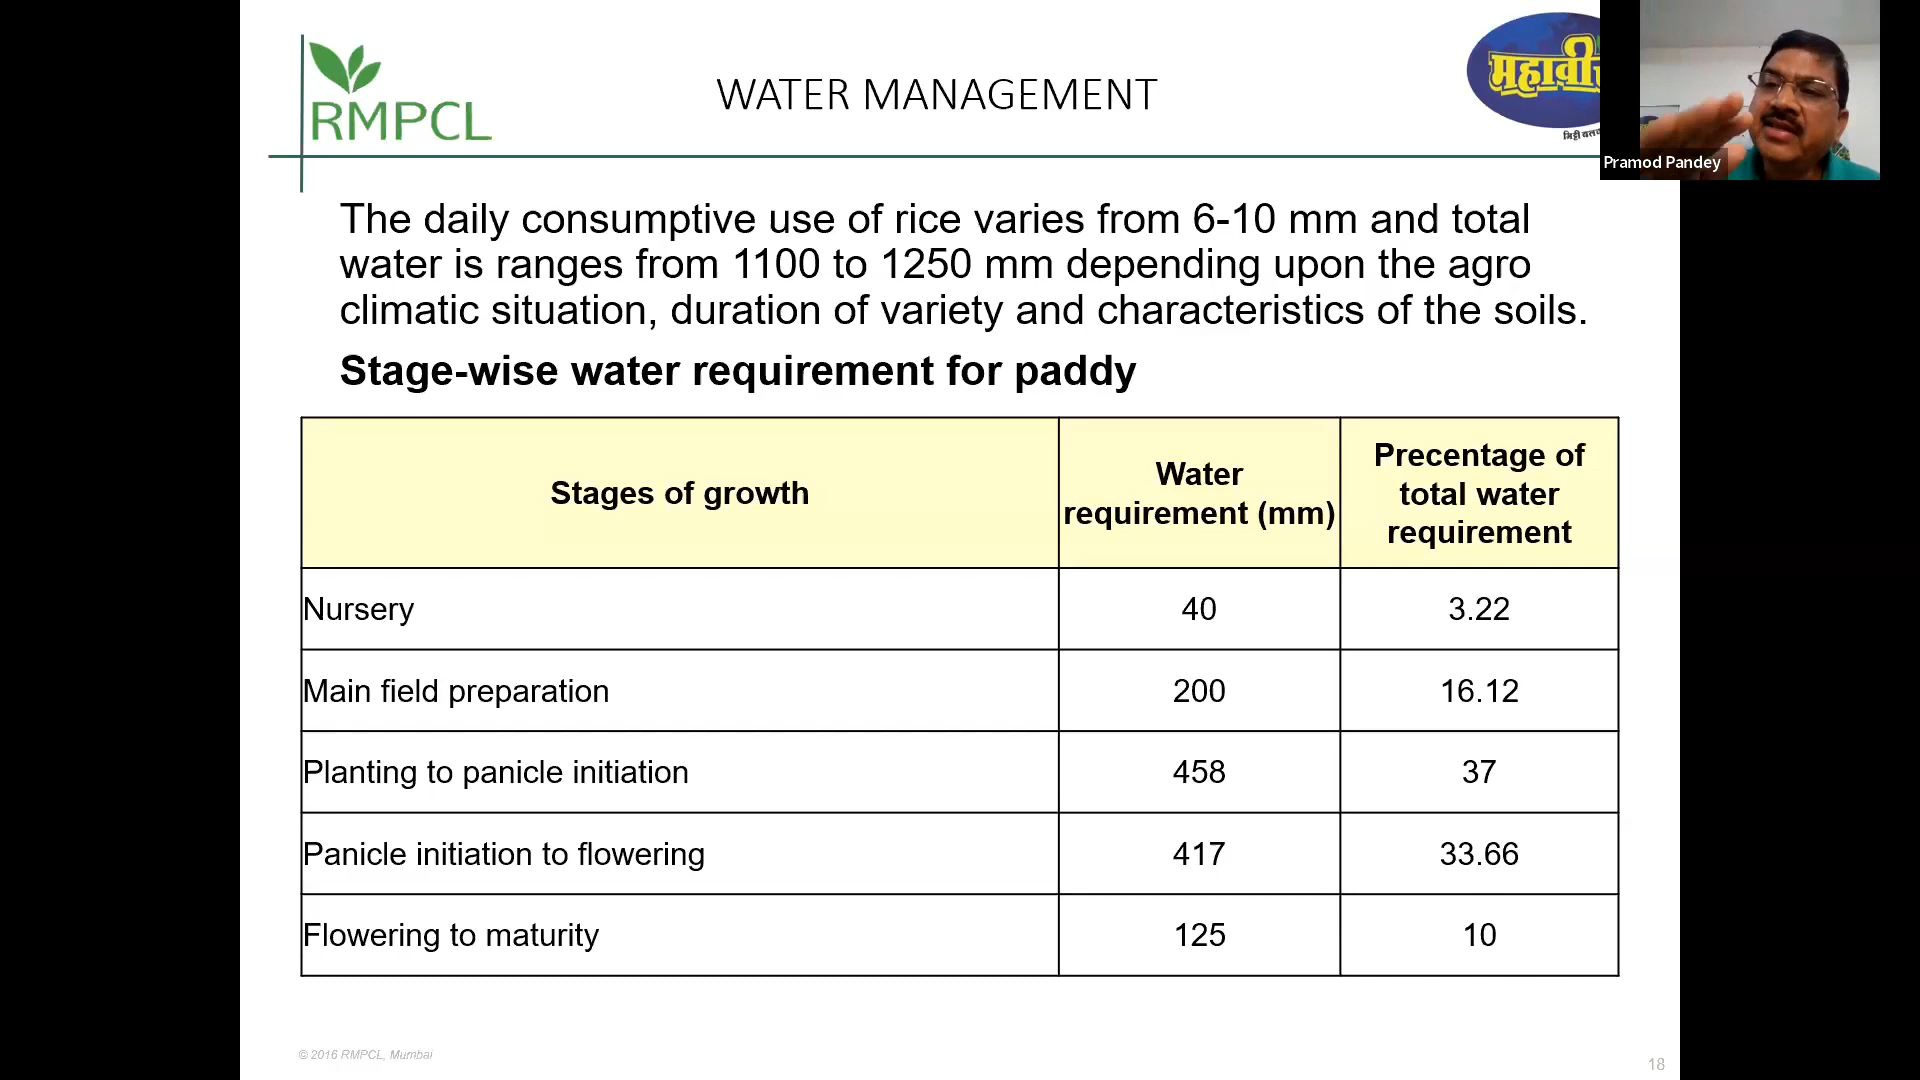 RMPCL
WATER MANAGEMENT
Pramod Pandey
The daily consumptive use of rice varies from 6-10 mm and total
water is ranges from 1100 to 1250 mm depending upon the agro
climatic situation, duration of variety and characteristics of the soils.
Stage-wise water requirement for paddy
Stages of growth
Water
requirement (mm)
Precentage of
total water
requirement
Nursery 40 3.22
Main field preparation 200 16.12
Planting to panicle initiation 458 37
Panicle initiation to flowering 417 33.66
Flowering to maturity 125 10
© 2016 RMPCL, Mumbai
18